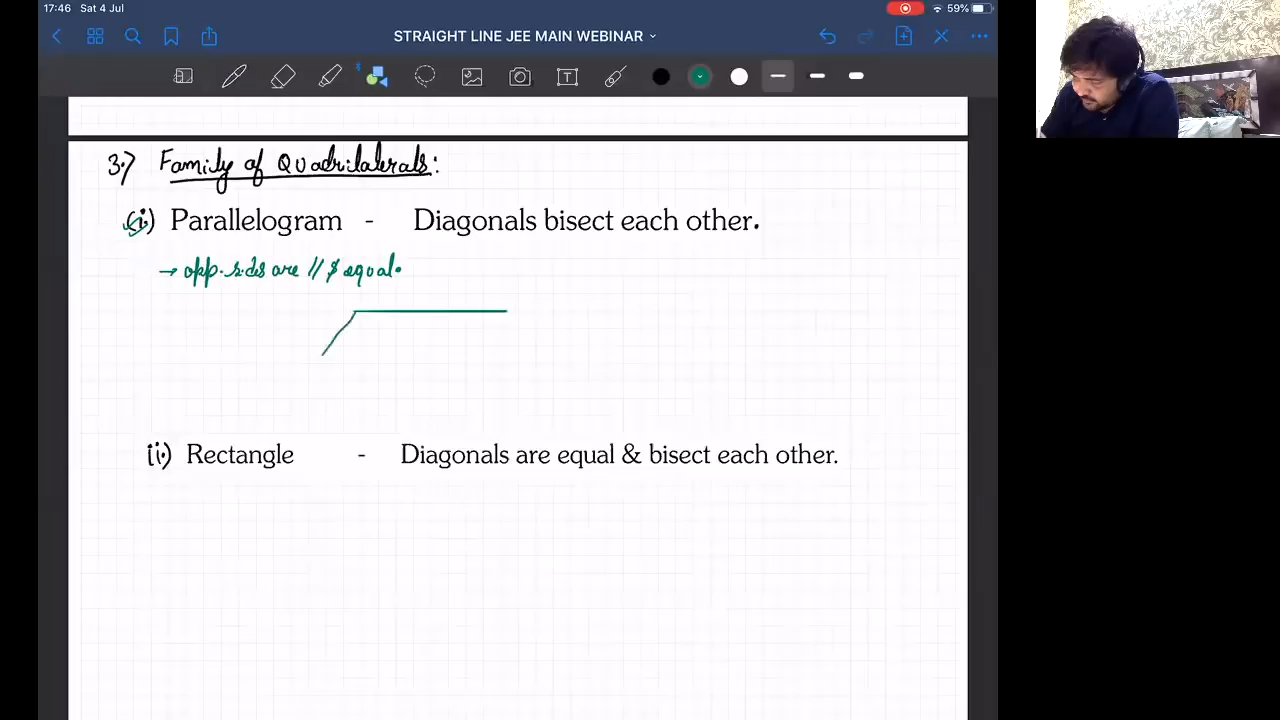 17:46 Sat 4 Jul
59%
STRAIGHT LINE JEE MAIN WEBINAR
T
3.) Family of Quadrilaterals:
(i) Parallelogram - Diagonals bisect each other.
→ opp. sides are // & equal.
(ii) Rectangle - Diagonals are equal & bisect each other.